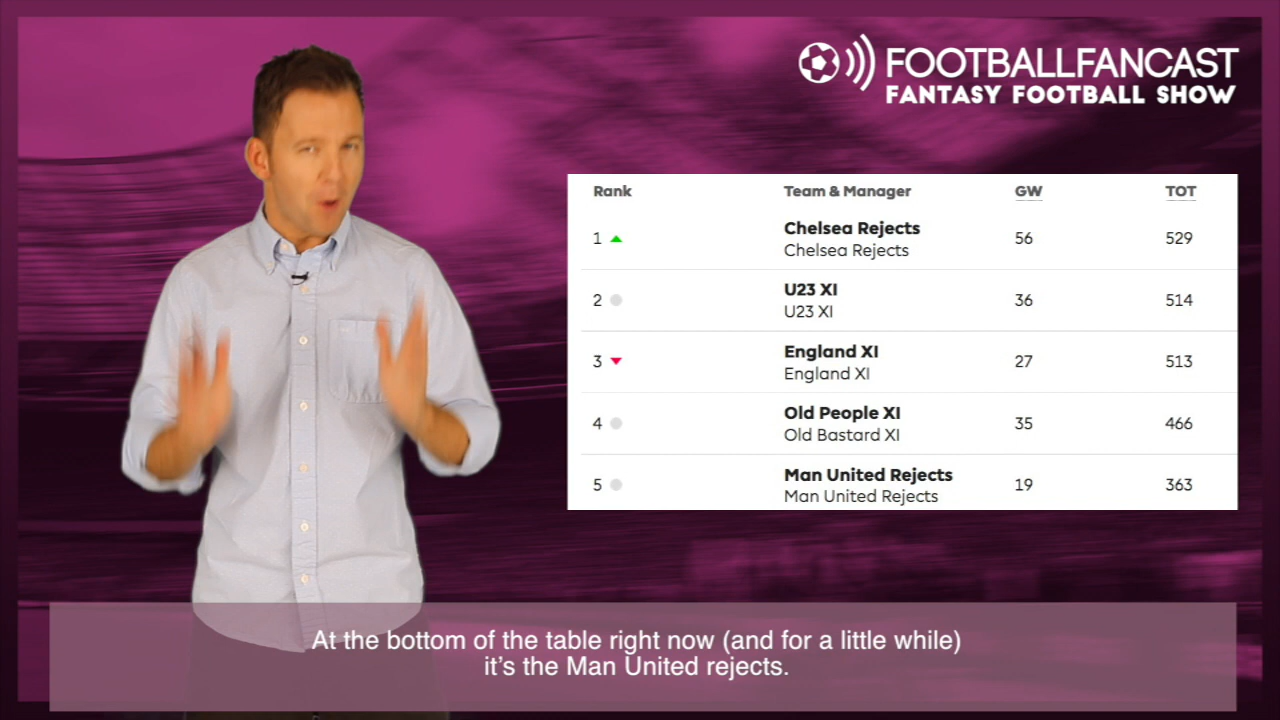 FOOTBALLFANCAST
FANTASY FOOTBALL SHOW
Rank Team & Manager GW TOT
1 Chelsea Rejects 56 529
Chelsea Rejects
2 U23 XI 36 514
U23 XI
3 England XI 27 513
England XI
4 Old People XI 35 466
Old Bastard XI
5 Man United Rejects 19 363
Man United Rejects
At the bottom of the table right now (and for a little while)
it's the Man United rejects.